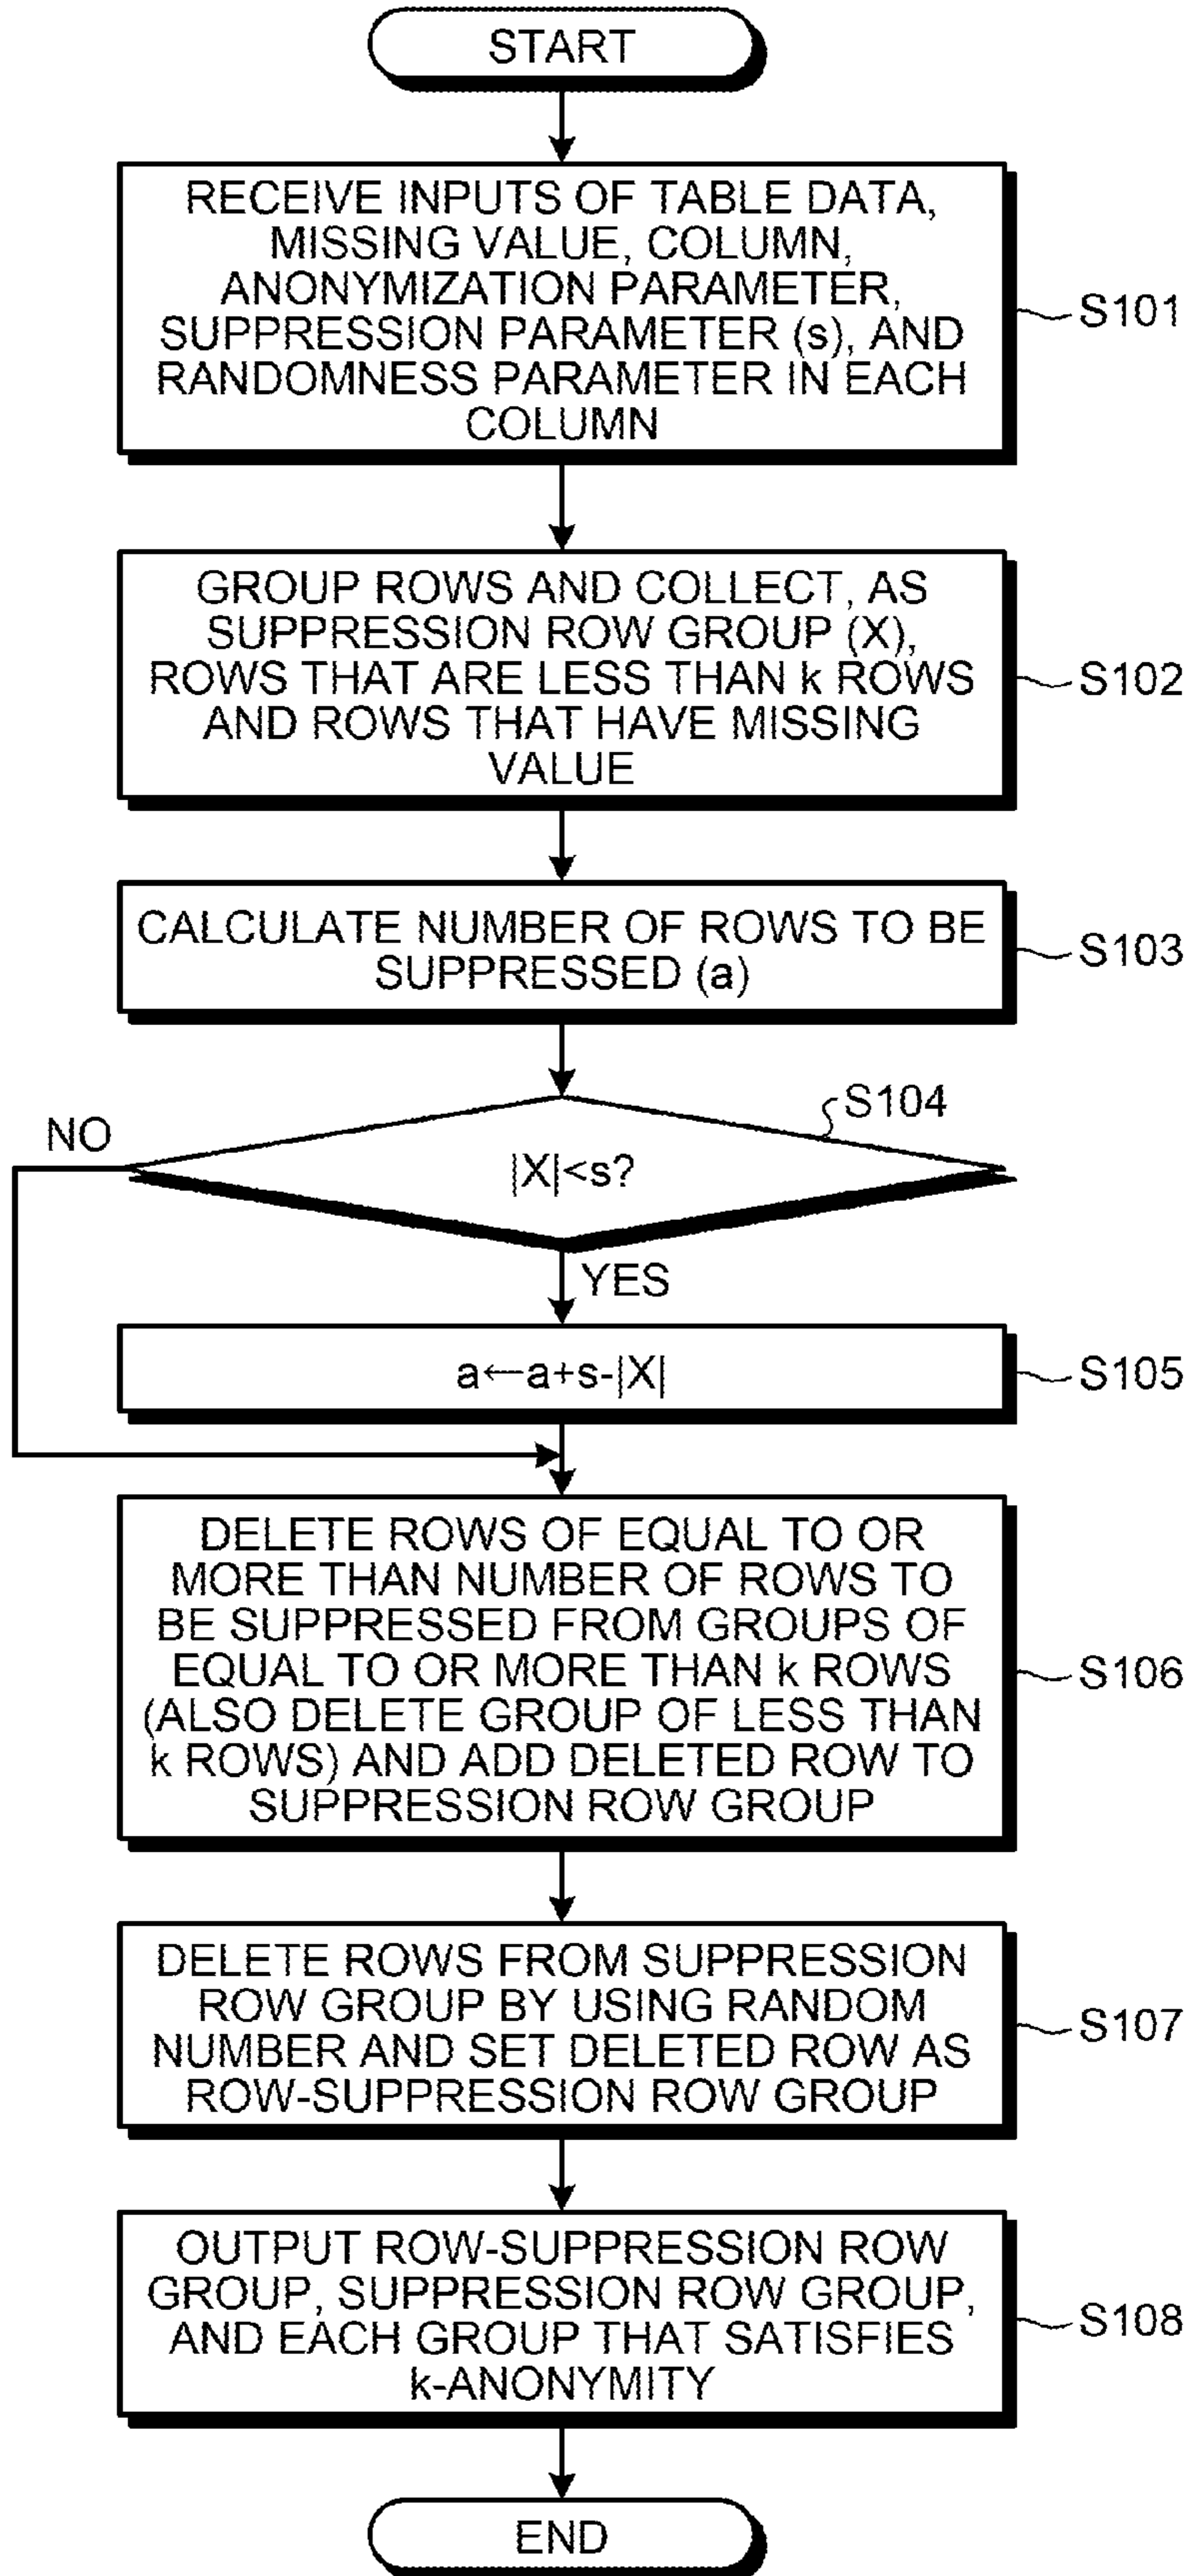 START
RECEIVE INPUTS OF TABLE DATA,
MISSING VALUE, COLUMN,
ANONYMIZATION PARAMETER,
SUPPRESSION PARAMETER (s), AND
RANDOMNESS PARAMETER IN EACH
COLUMN
S101
GROUP ROWS AND COLLECT, AS
SUPPRESSION ROW GROUP (X),
ROWS THAT ARE LESS THAN k ROWS
AND ROWS THAT HAVE MISSING
VALUE
S102
CALCULATE NUMBER OF ROWS TO BE
SUPPRESSED (a)
S103
S104
NO
|X|<s?
YES
a←a+s-|X|
S105
DELETE ROWS OF EQUAL TO OR
MORE THAN NUMBER OF ROWS TO
BE SUPPRESSED FROM GROUPS OF
EQUAL TO OR MORE THAN k ROWS
(ALSO DELETE GROUP OF LESS THAN
k ROWS) AND ADD DELETED ROW TO
SUPPRESSION ROW GROUP
S106
DELETE ROWS FROM SUPPRESSION
ROW GROUP BY USING RANDOM
NUMBER AND SET DELETED ROW AS
ROW-SUPPRESSION ROW GROUP
S107
OUTPUT ROW-SUPPRESSION ROW
GROUP, SUPPRESSION ROW GROUP,
AND EACH GROUP THAT SATISFIES
k-ANONYMITY
S108
END